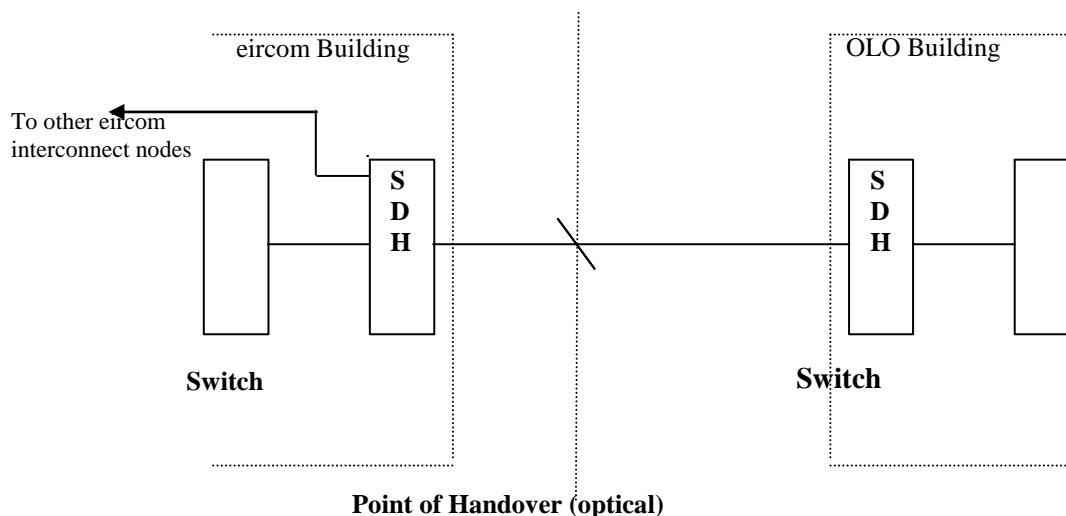 eircom Building
OLO Building
To other eircom
interconnect nodes
S
D
H
S
D
H
Switch
Switch
Point of Handover (optical)